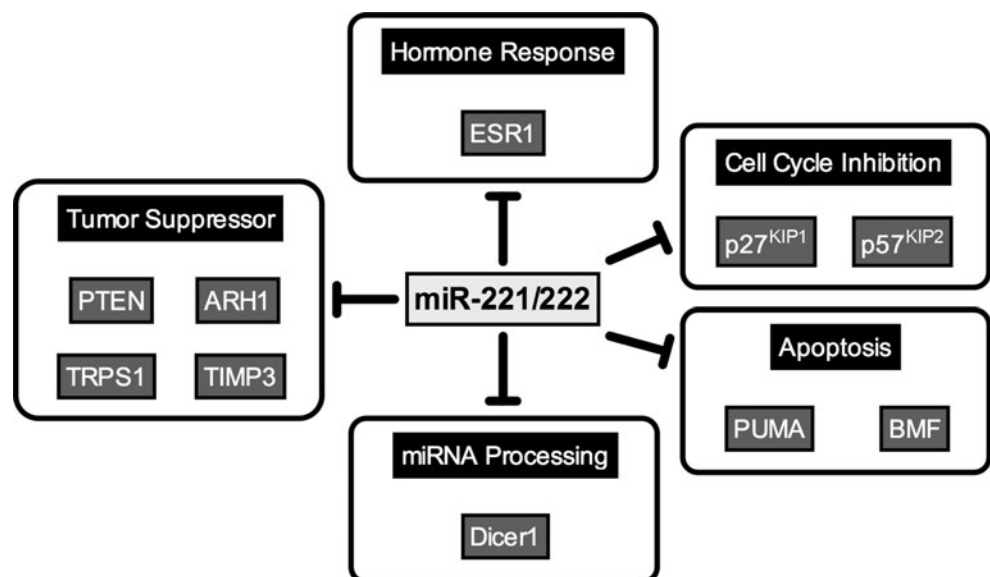 Hormone Response
ESR1
Cell Cycle Inhibition
p27KIP1 p57KIP2
Tumor Suppressor
PTEN ARH1
TRPS1 TIMP3
miR-221/222
Apoptosis
PUMA BMF
miRNA Processing
Dicer1